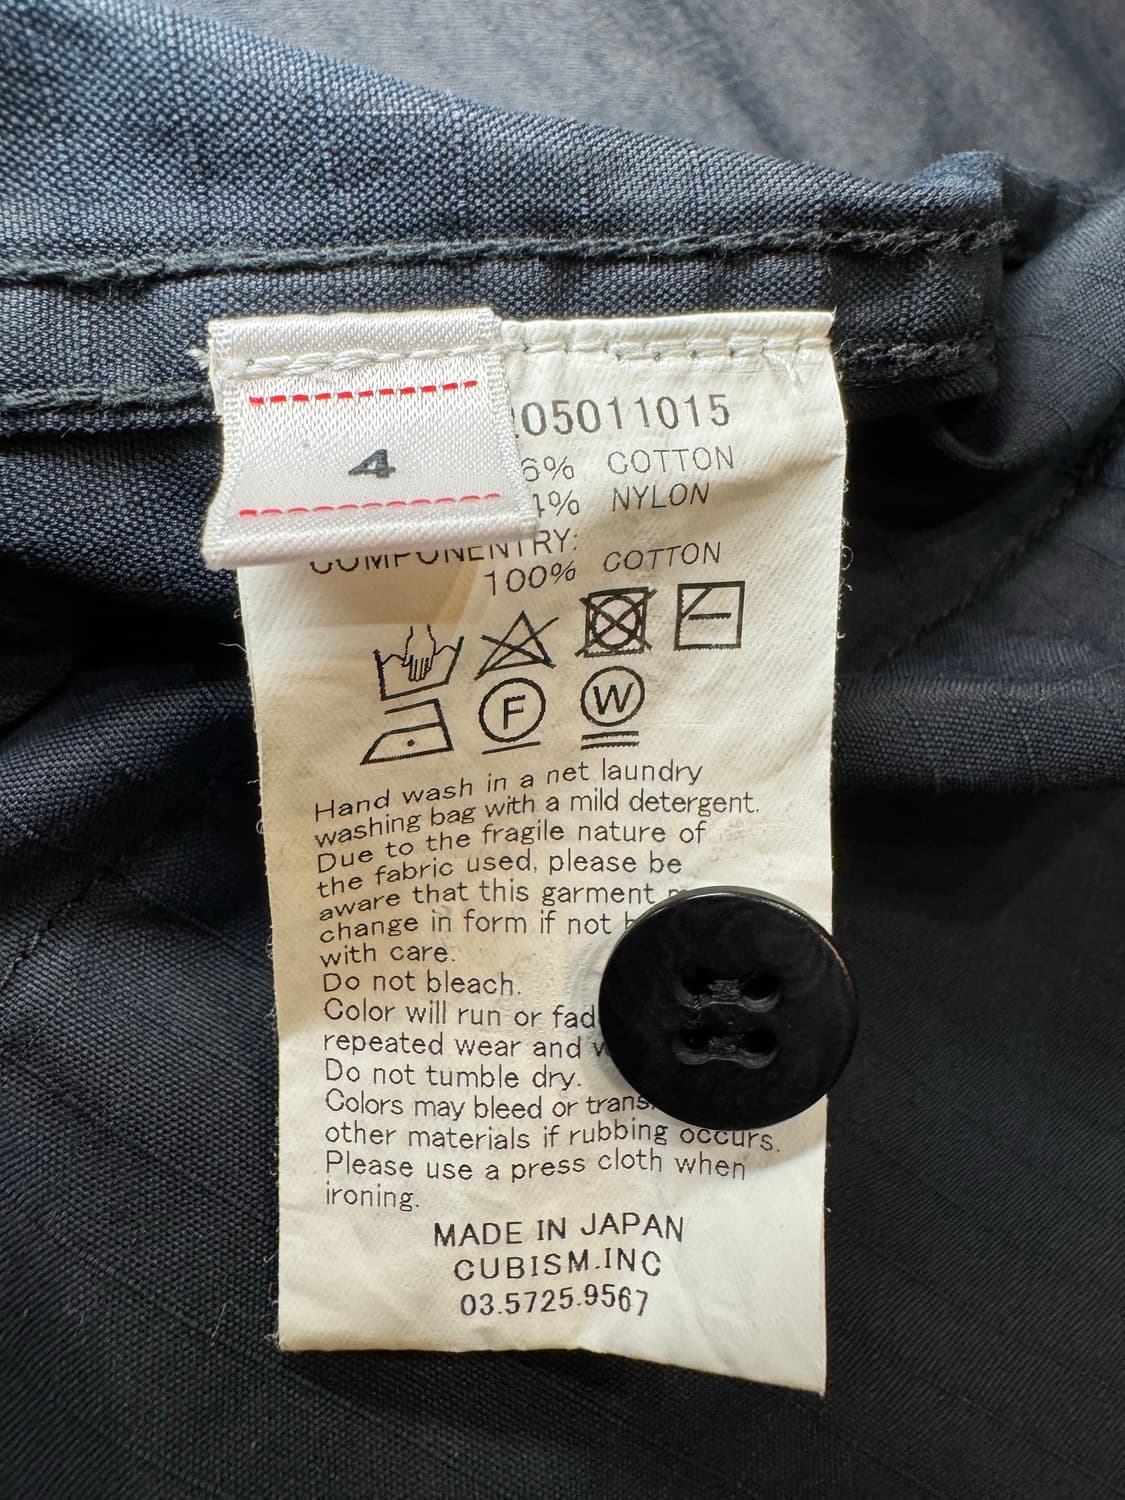 4
05011015
6% COTTON
4% NYLON
COMPONENTRY:
100% COTTON
F
W
Hand wash in a net laundry
washing bag with a mild detergent.
Due to the fragile nature of
the fabric used, please be
aware that this garment
change in form if not
with care.
Do not bleach.
Color will run or
repeated wear and
Do not tumble dry.
Colors may bleed or
other materials if rubbing occurs.
Please use a press cloth when
ironing.
MADE IN JAPAN
CUBISM.INC
03.5725.9567